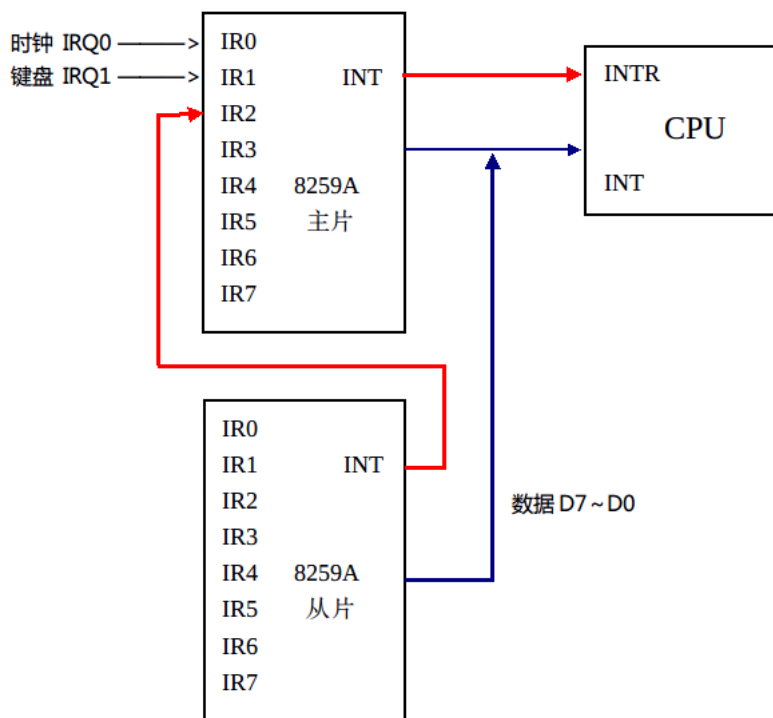 时钟 IRQ0
键盘 IRQ1
IR0
IR1
INT
IR2
IR3
IR4
8259A
IR5
主片
IR6
IR7
INTR
CPU
INT
IR0
IR1
INT
IR2
IR3
IR4
8259A
IR5
从片
IR6
IR7
数据 D7~D0